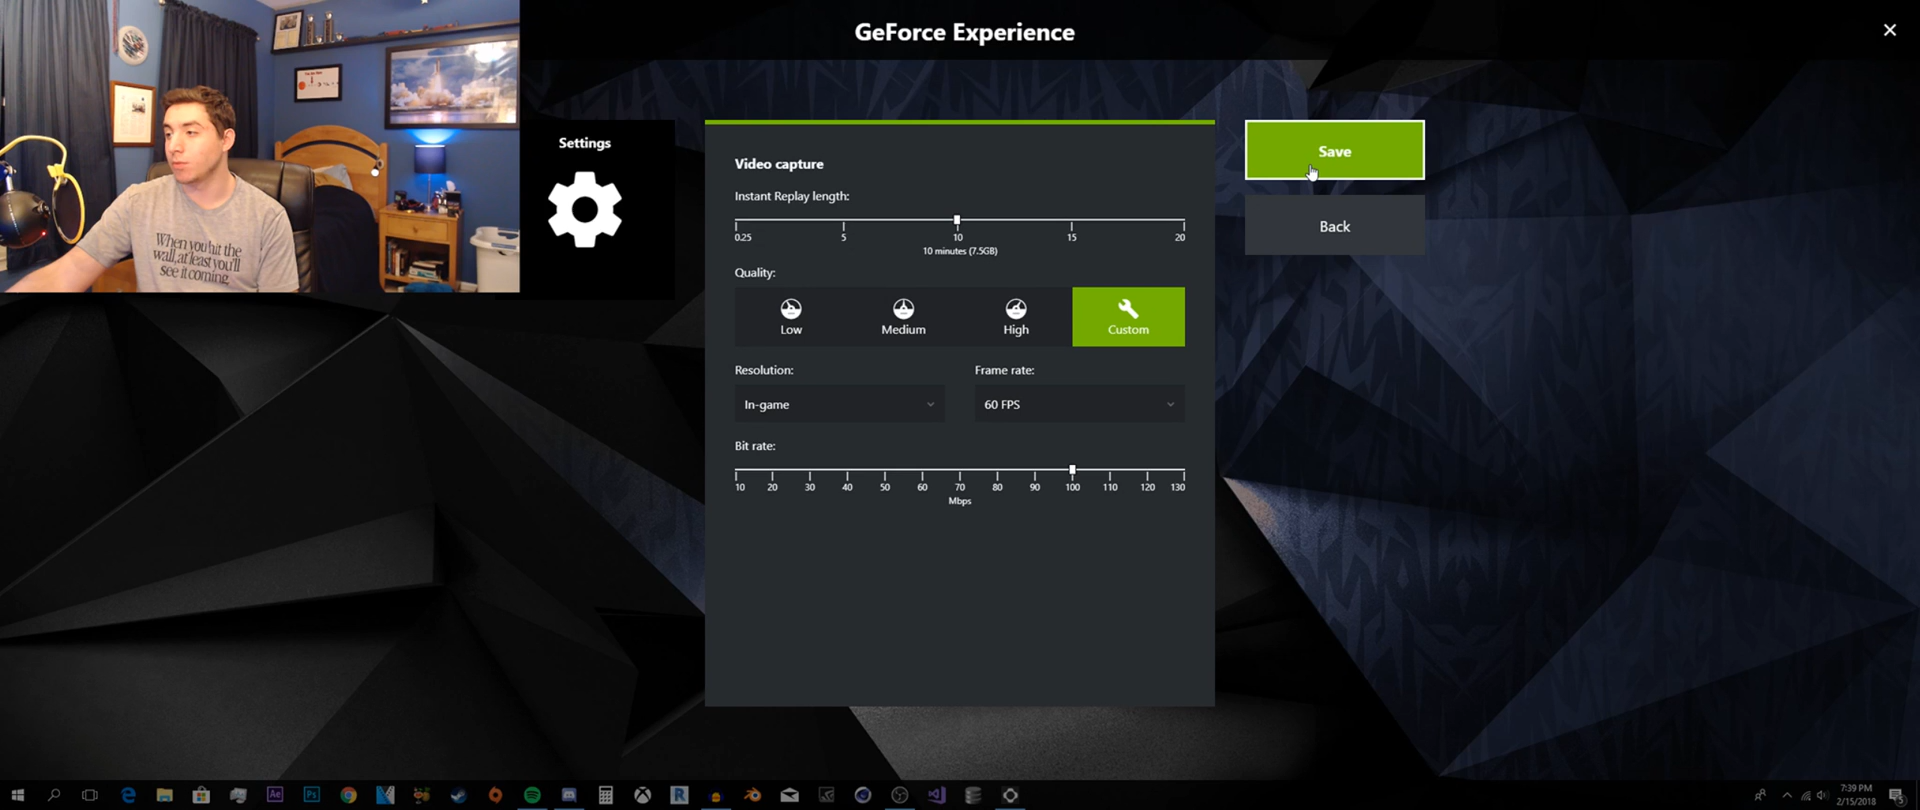 GeForce Experience
When you hit the
wall, at least you'll
see it coming.
Settings
Video capture
Instant Replay length:
0.25 5 10 15 20
10 minutes (7.5GB)
Quality:
Low Medium High Custom
Resolution: Frame rate:
In-game 60 FPS
Bit rate:
10 20 30 40 50 60 70 80 90 100 110 120 130
Mbps
Save
Back
Ae Ps R
7:39 PM
2/15/2018
5